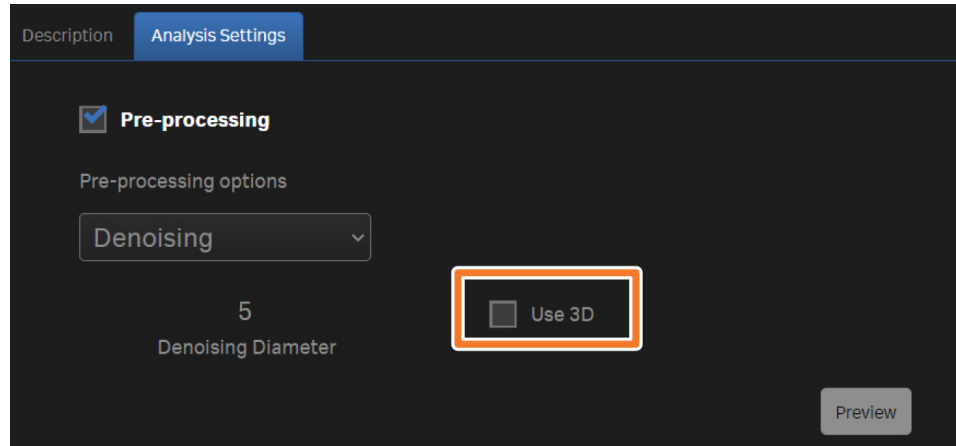 Description Analysis Settings
Pre-processing
Pre-processing options
Denoising
5
Use 3D
Denoising Diameter
Preview